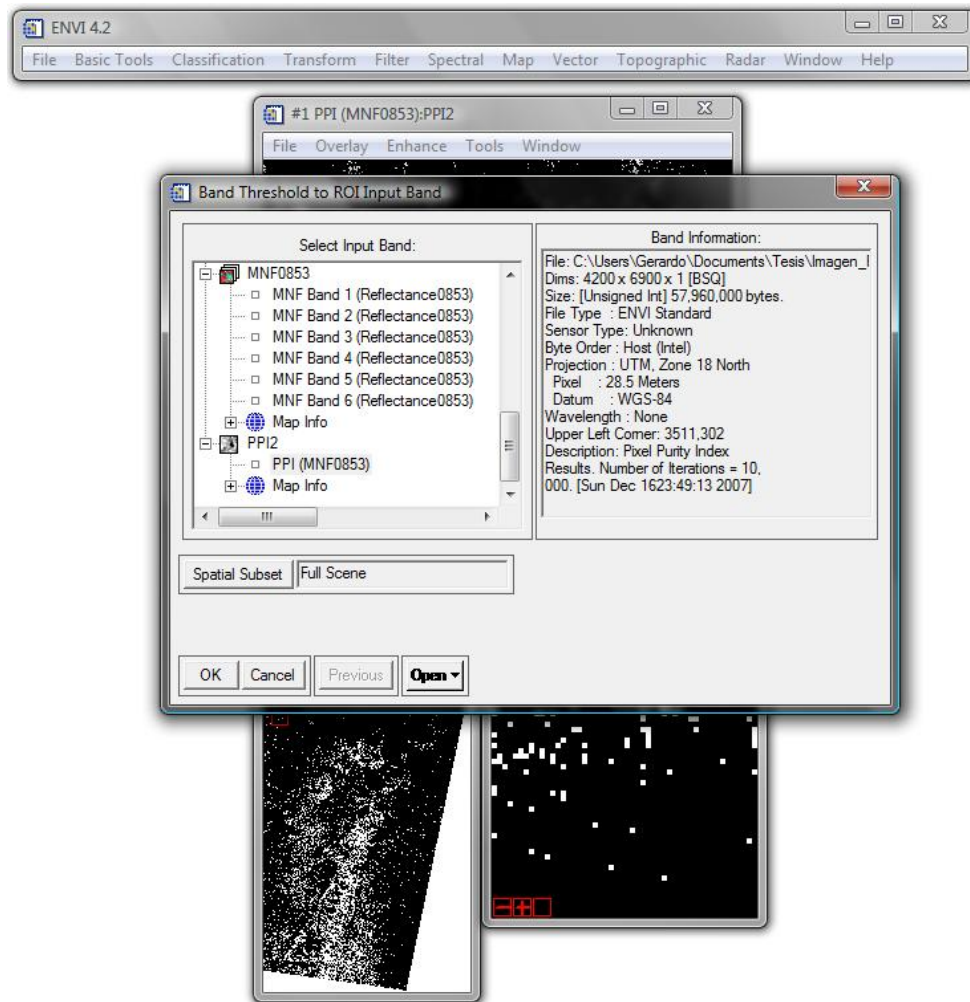 ENVI 4.2
File Basic Tools Classification Transform Filter Spectral Map Vector Topographic Radar Window Help
#1 PPI (MNF0853):PPI2
File Overlay Enhance Tools Window
Band Threshold to ROI Input Band
Select Input Band:
MNF0853
MNF Band 1 (Reflectance0853)
MNF Band 2 (Reflectance0853)
MNF Band 3 (Reflectance0853)
MNF Band 4 (Reflectance0853)
MNF Band 5 (Reflectance0853)
MNF Band 6 (Reflectance0853)
Map Info
PPI2
PPI (MNF0853)
Map Info
Band Information:
File: C:\Users\Gerardo\Documents\Tesis\Imagen_I
Dims: 4200 x 6900 x 1 [BSQ]
Size: [Unsigned Int] 57,960,000 bytes.
File Type : ENVI Standard
Sensor Type: Unknown
Byte Order : Host (Intel)
Projection : UTM, Zone 18 North
Pixel : 28.5 Meters
Datum : WGS-84
Wavelength : None
Upper Left Corner: 3511,302
Description: Pixel Purity Index
Results. Number of Iterations = 10,
000. [Sun Dec 1623:49:13 2007]
Spatial Subset Full Scene
OK Cancel Previous Open